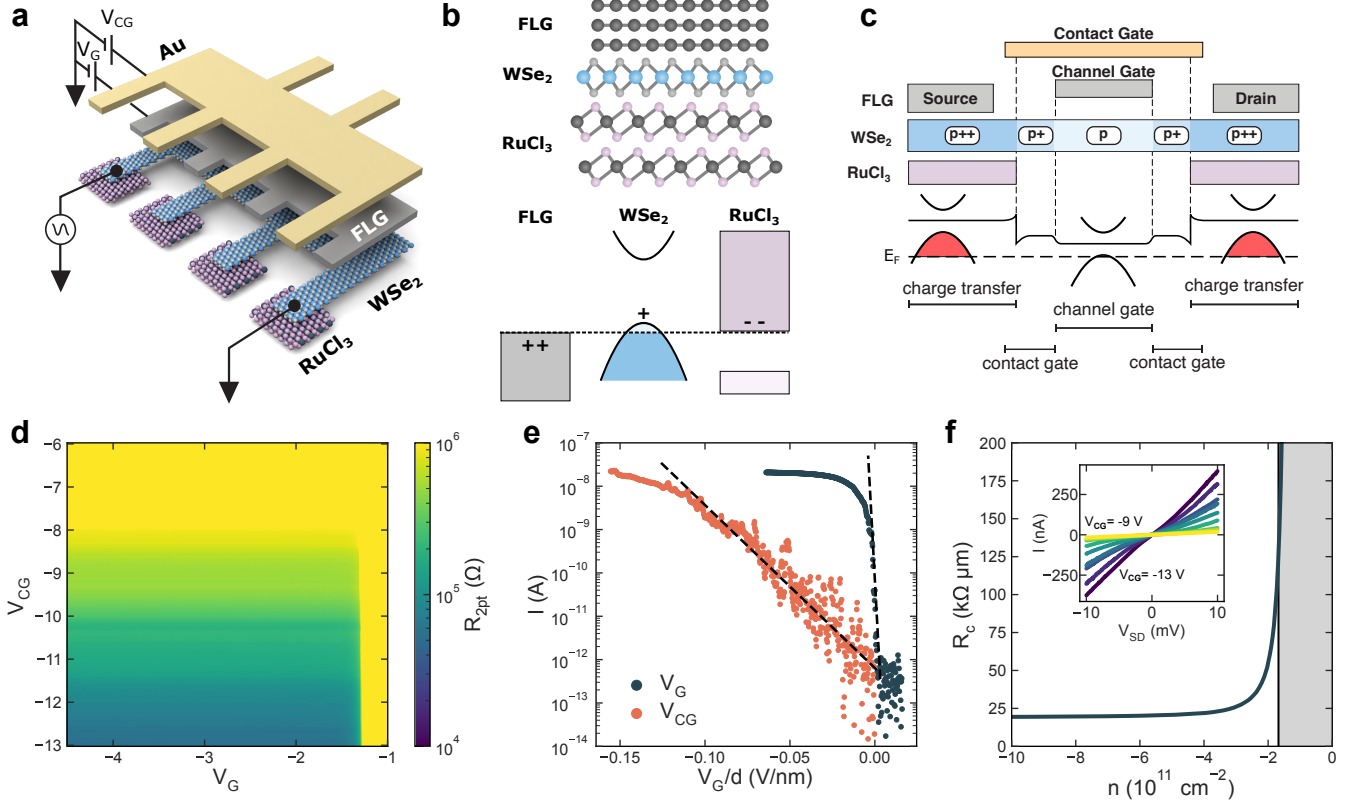 a
V_CG
V_G
Au
FLG
WSe₂
RuCl₃
b
FLG
WSe₂
RuCl₃
FLG
WSe₂
RuCl₃
+
++
--
c
Contact Gate
Channel Gate
FLG
Source
Drain
WSe₂
p++
p+
p
p+
p++
RuCl₃
E_F
charge transfer
charge transfer
channel gate
contact gate
contact gate
d
−6
−7
−8
−9
−10
−11
−12
−13
V_CG
−4
−3
−2
−1
V_G
10⁶
10⁵
10⁴
R_2pt (Ω)
e
10⁻⁷
10⁻⁸
10⁻⁹
10⁻¹⁰
10⁻¹¹
10⁻¹²
10⁻¹³
10⁻¹⁴
I (A)
V_G
V_CG
−0.15
−0.10
−0.05
0.00
V_G/d (V/nm)
f
200
175
150
125
100
75
50
25
0
R_c (kΩ µm)
250
0
−250
I (nA)
V_CG= -9 V
V_CG= -13 V
−10
0
10
V_SD (mV)
−10
−8
−6
−4
−2
0
n (10¹¹ cm⁻²)